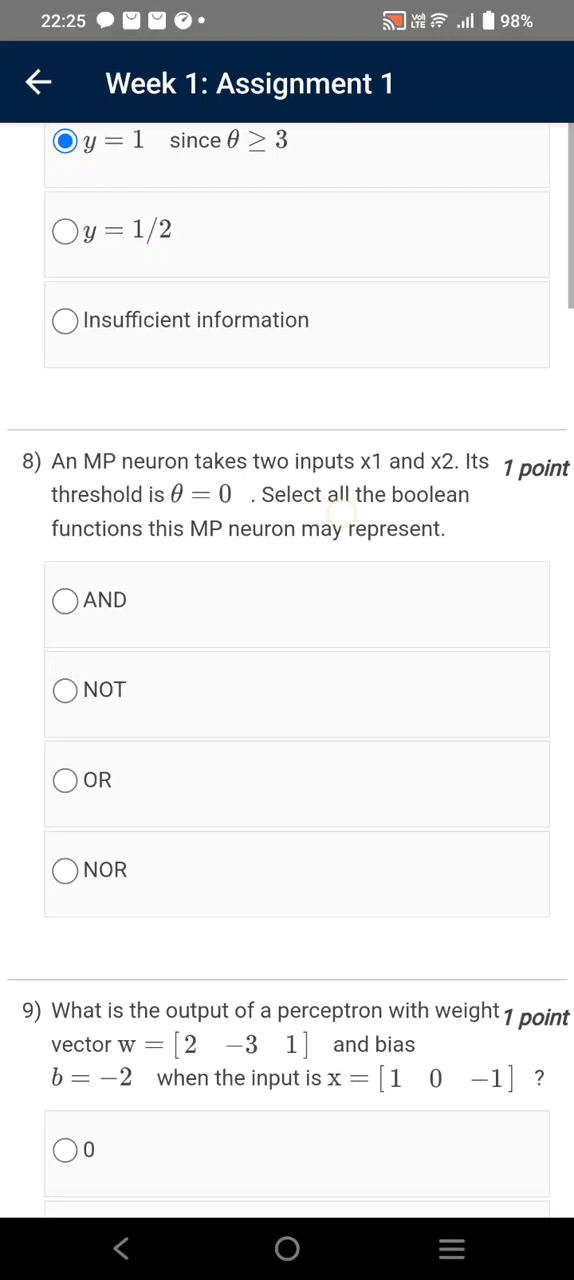 22:25
Vo) LTE 98%
Week 1: Assignment 1
y = 1 since θ ≥ 3
y = 1/2
Insufficient information
8) An MP neuron takes two inputs x1 and x2. Its 1 point
threshold is θ = 0 . Select all the boolean
functions this MP neuron may represent.
AND
NOT
OR
NOR
9) What is the output of a perceptron with weight 1 point
vector w = [2 −3 1] and bias
b = −2 when the input is x = [1 0 −1] ?
0